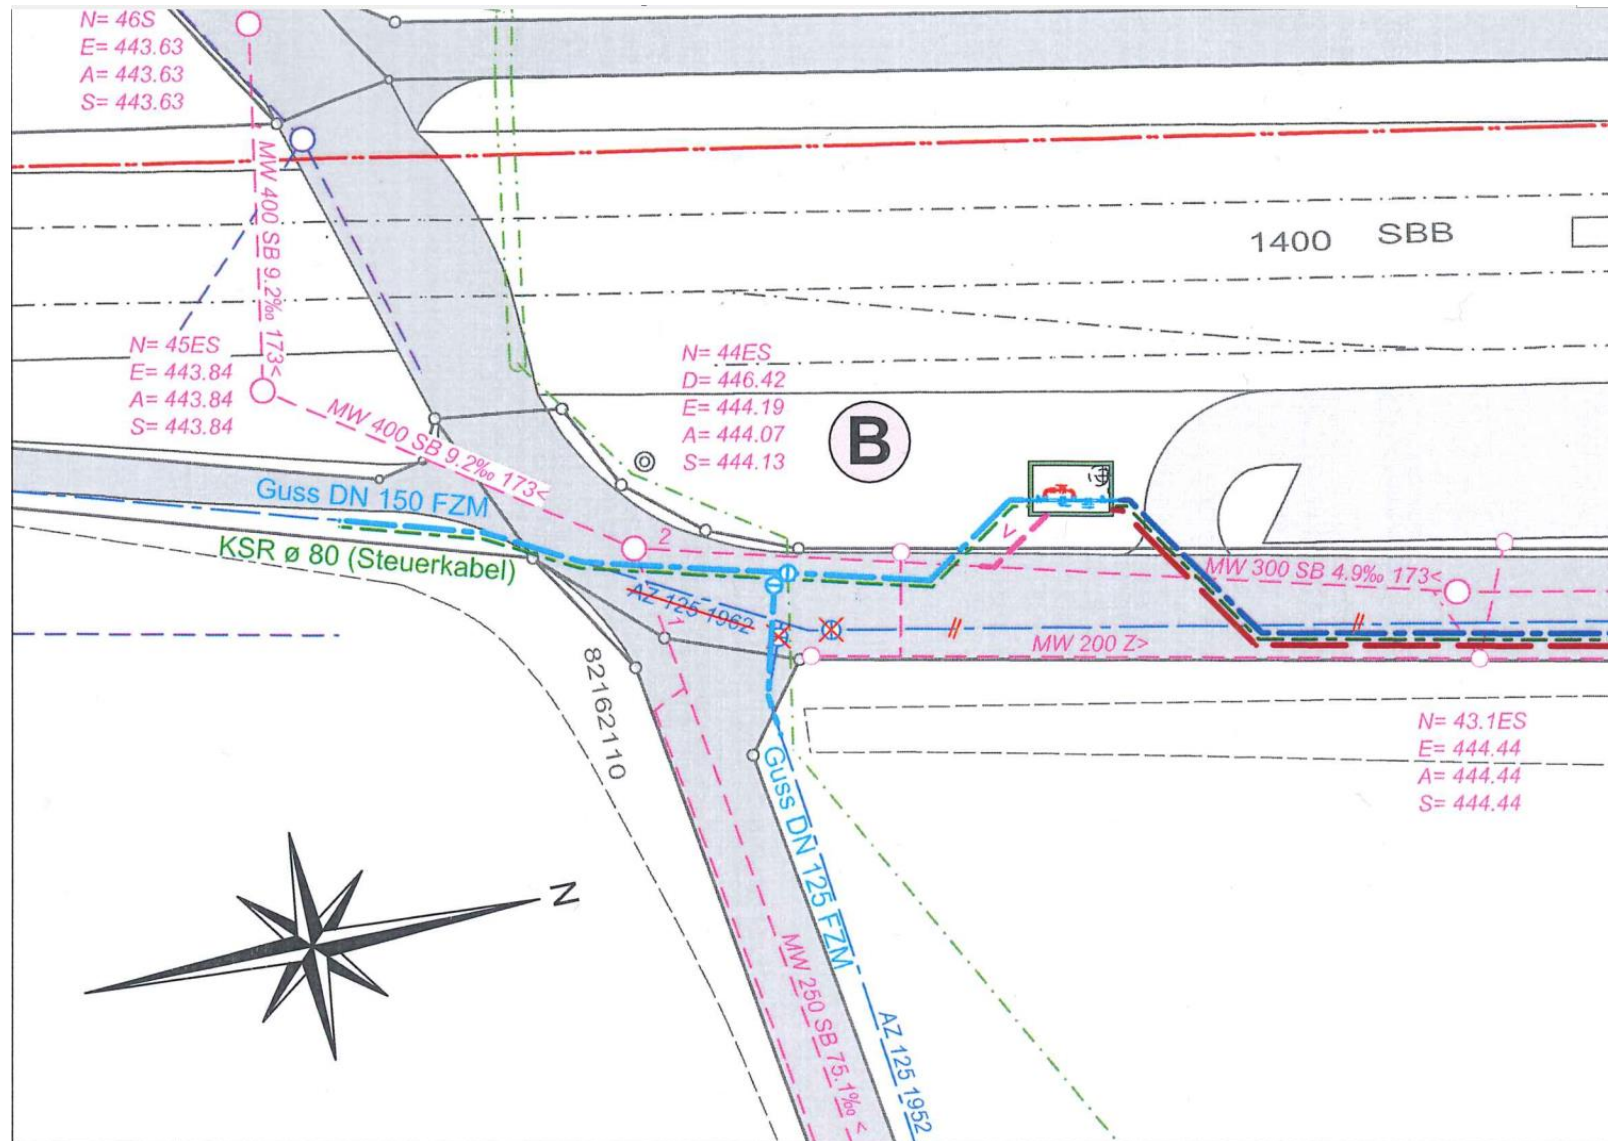 N= 46S
E= 443.63
A= 443.63
S= 443.63
MW 400 SB 9.2‰ 173<
1400 SBB
N= 45ES
E= 443.84
A= 443.84
S= 443.84
N= 44ES
D= 446.42
E= 444.19
A= 444.07
S= 444.13
B
MW 400 SB 9.2‰ 173<
Guss DN 150 FZM
KSR ø 80 (Steuerkabel)
2
V
MW 300 SB 4.9‰ 173<
AZ 125 1962
1
MW 200 Z>
82162110
N= 43.1ES
E= 444.44
A= 444.44
S= 444.44
Guss DN 125 FZM
N
MW 250 SB 75.1‰ <
AZ 125 1952